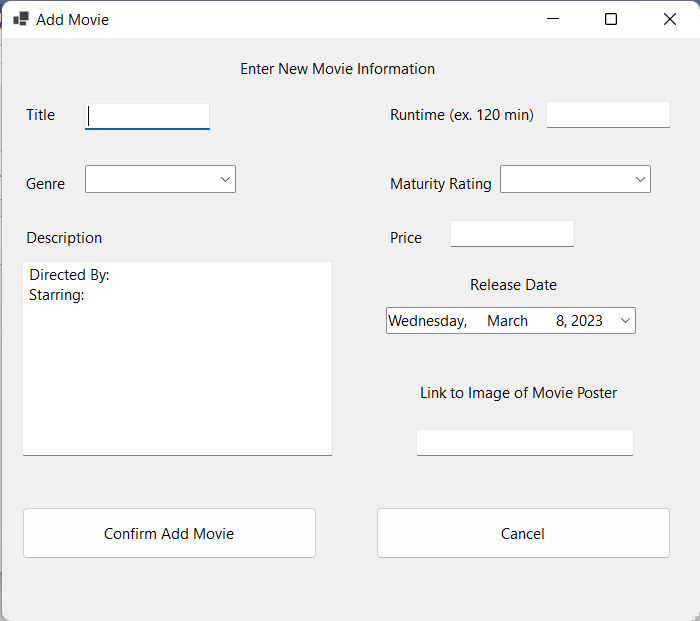 Add Movie
Enter New Movie Information
Title
Runtime (ex. 120 min)
Genre
Maturity Rating
Description
Price
Directed By:
Starring:
Release Date
Wednesday, March 8, 2023
Link to Image of Movie Poster
Confirm Add Movie
Cancel